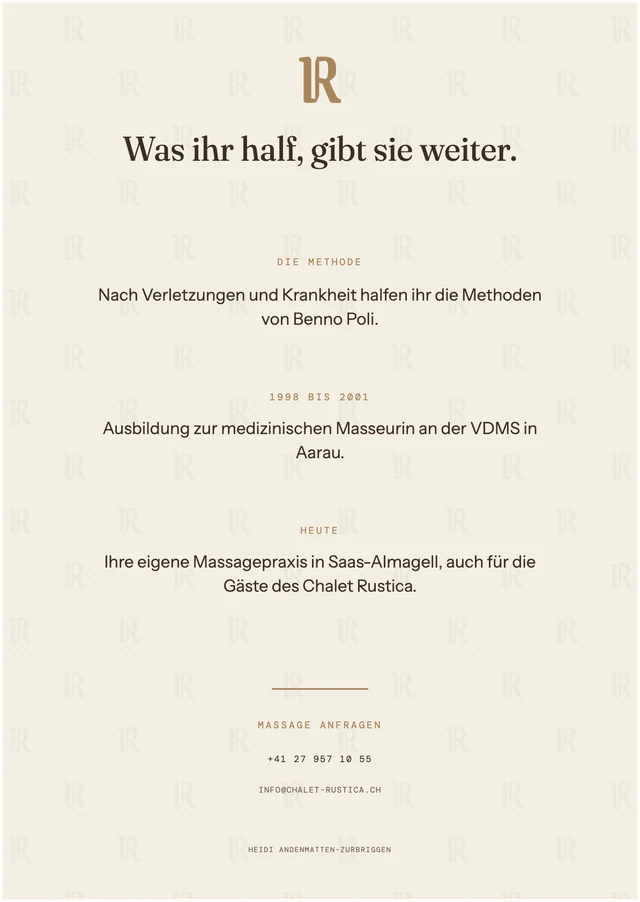 R
Was ihr half, gibt sie weiter.
DIE METHODE
Nach Verletzungen und Krankheit halfen ihr die Methoden
von Benno Poli.
1998 BIS 2001
Ausbildung zur medizinischen Masseurin an der VDMS in
Aarau.
HEUTE
Ihre eigene Massagepraxis in Saas-Almagell, auch für die
Gäste des Chalet Rustica.
MASSAGE ANFRAGEN
+41 27 957 10 55
INFO@CHALET-RUSTICA.CH
HEIDI ANDENMATTEN-ZURBRIGGEN